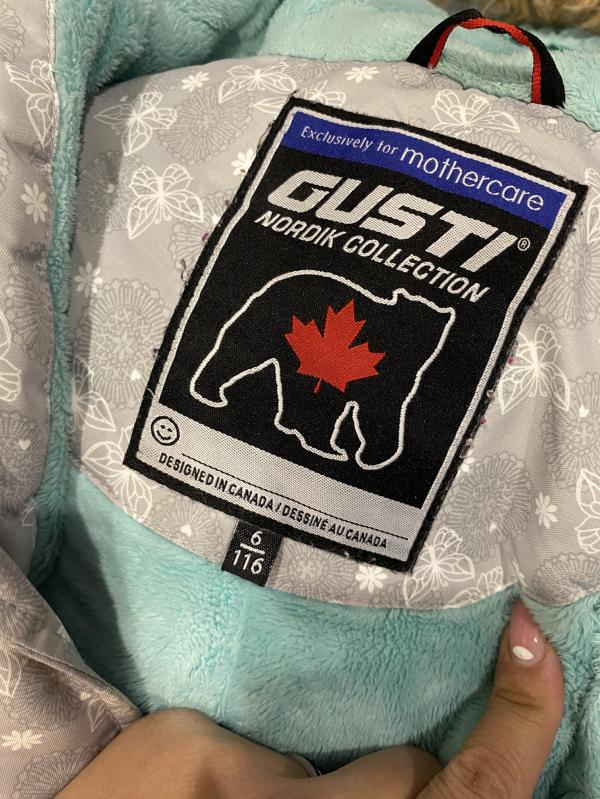 Exclusively for mothercare
GUSTI®
NORDIK COLLECTION
DESIGNED IN CANADA / DESSINÉ AU CANADA
6
116